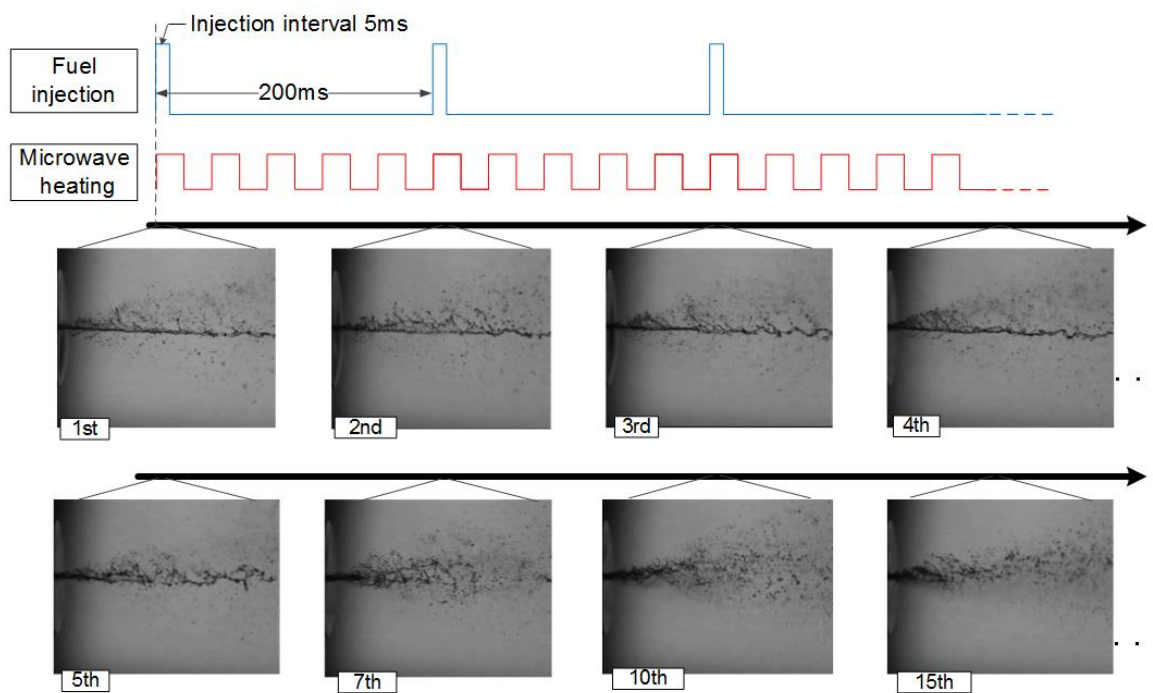 Injection interval 5ms
Fuel
injection
200ms
Microwave
heating
1st
2nd
3rd
4th
5th
7th
10th
15th